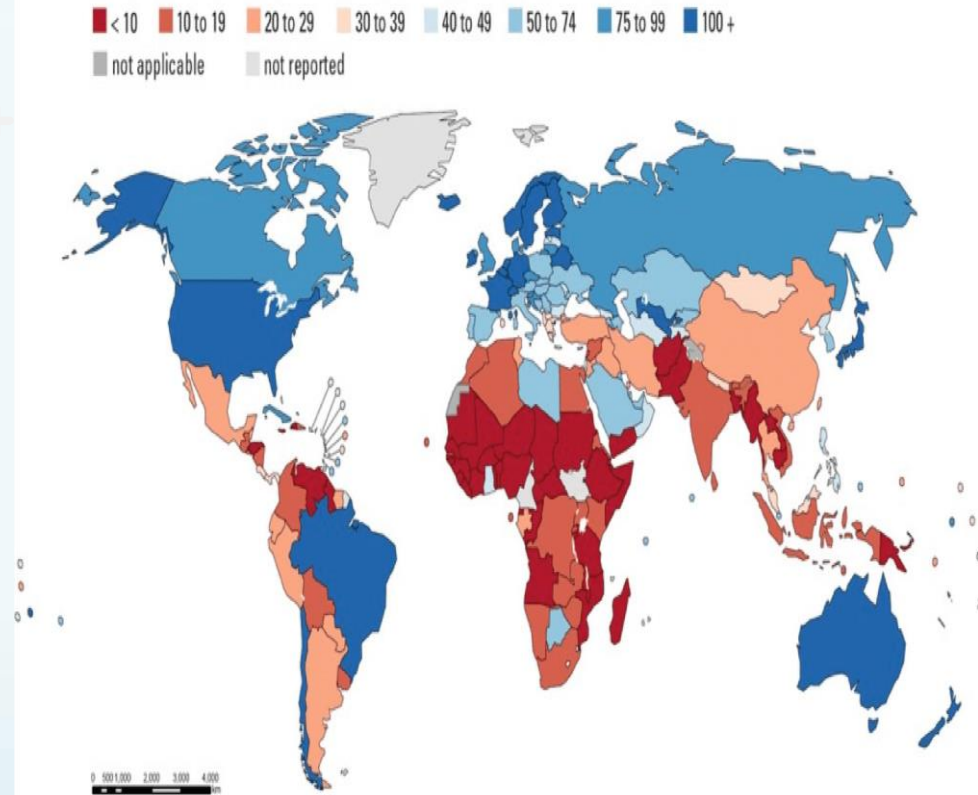 < 10 10 to 19 20 to 29 30 to 39 40 to 49 50 to 74 75 to 99 100 +
not applicable not reported
0 500 1,000 2,000 3,000 4,000
km